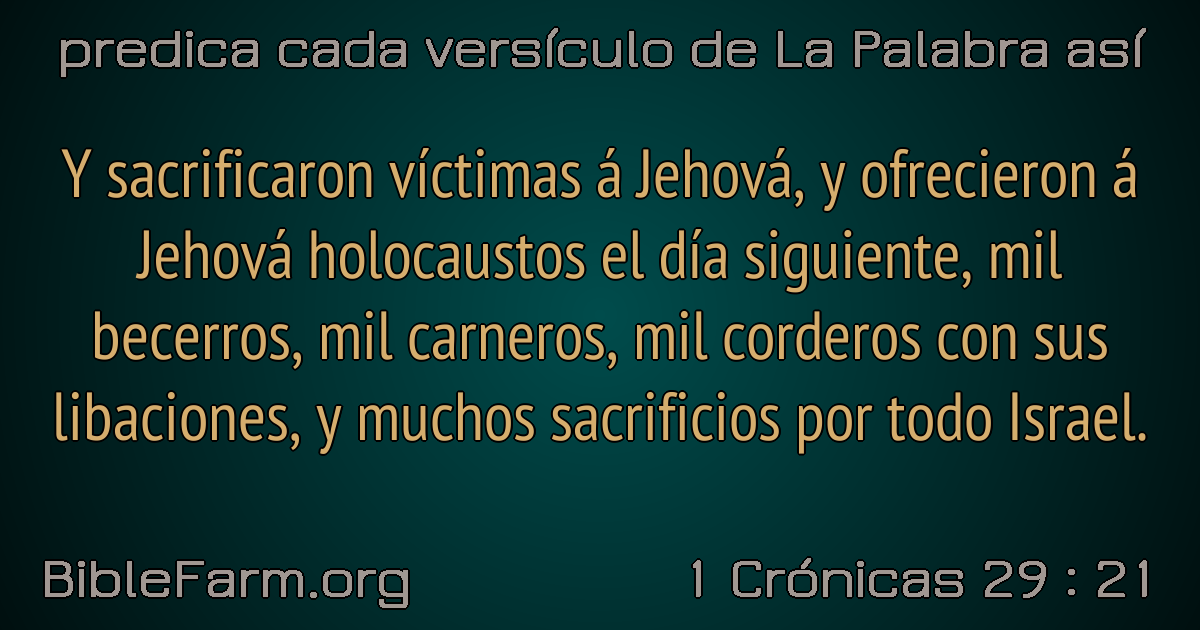 predica cada versículo de La Palabra así
Y sacrificaron víctimas á Jehová, y ofrecieron á
Jehová holocaustos el día siguiente, mil
becerros, mil carneros, mil corderos con sus
libaciones, y muchos sacrificios por todo Israel.
BibleFarm.org
1 Crónicas 29 : 21